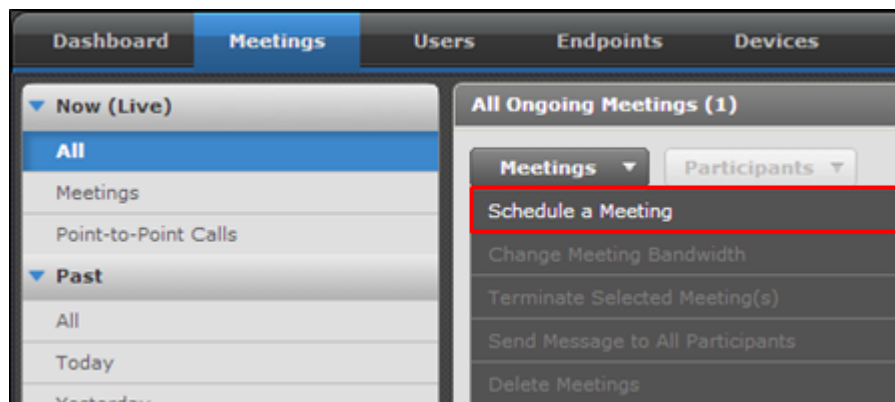 Dashboard Meetings Users Endpoints Devices
Now (Live)
All
Meetings
Point-to-Point Calls
Past
All
Today
Yesterday
All Ongoing Meetings (1)
Meetings Participants
Schedule a Meeting
Change Meeting Bandwidth
Terminate Selected Meeting(s)
Send Message to All Participants
Delete Meetings